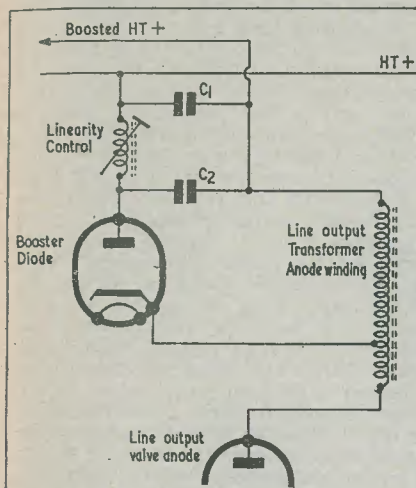 Boosted HT+
HT+
C1
Linearity
Control
C2
Booster
Diode
Line output
Transformer
Anode winding
Line output
valve anode